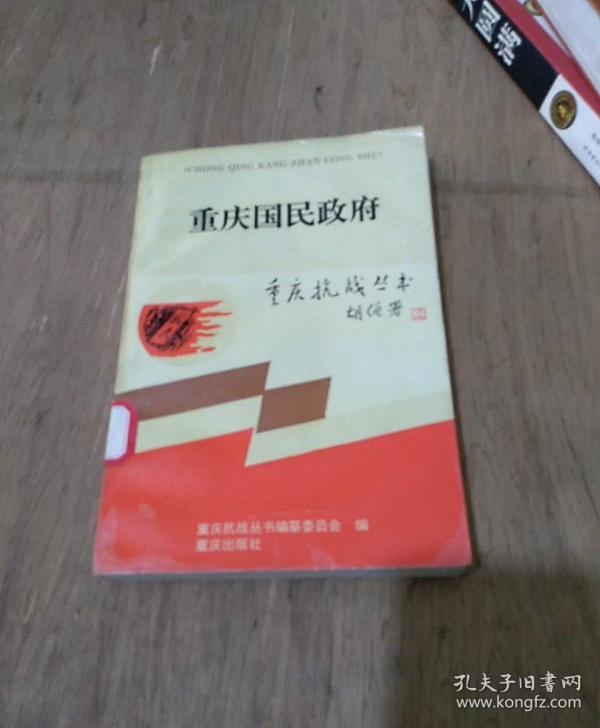 "CHONG QING KANG ZHAN CONG SHU"
重庆国民政府
重庆抗战丛书
重庆抗战丛书编纂委员会 编
重庆出版社
孔夫子旧书网
www.kongfz.com